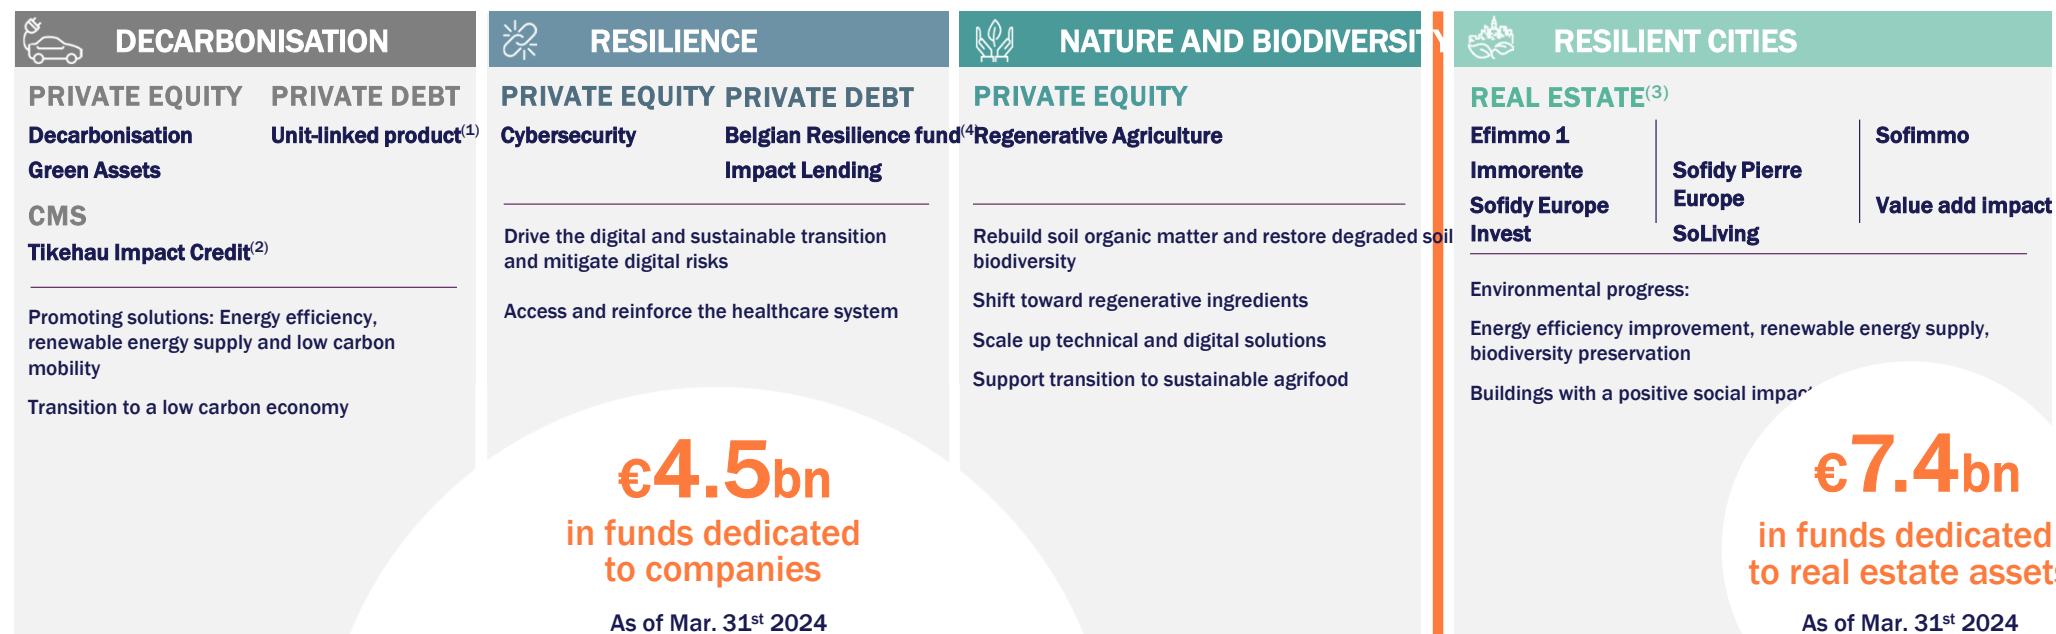 DECARBONISATION
PRIVATE EQUITY
Decarbonisation
Green Assets
PRIVATE DEBT
Unit-linked product(1)
CMS
Tikehau Impact Credit(2)
Promoting solutions: Energy efficiency,
renewable energy supply and low carbon
mobility
Transition to a low carbon economy
RESILIENCE
PRIVATE EQUITY
Cybersecurity
PRIVATE DEBT
Belgian Resilience fund(4)
Impact Lending
Drive the digital and sustainable transition
and mitigate digital risks
Access and reinforce the healthcare system
NATURE AND BIODIVERSITY
PRIVATE EQUITY
Regenerative Agriculture
Rebuild soil organic matter and restore degraded soil
biodiversity
Shift toward regenerative ingredients
Scale up technical and digital solutions
Support transition to sustainable agrifood
€4.5bn
in funds dedicated
to companies
As of Mar. 31st 2024
RESILIENT CITIES
REAL ESTATE(3)
Efimmo 1
Immorente
Sofidy Europe
Invest
Sofidy Pierre
Europe
SoLiving
Sofimmo
Value add impact
Environmental progress:
Energy efficiency improvement, renewable energy supply,
biodiversity preservation
Buildings with a positive social impact
€7.4bn
in funds dedicated
to real estate assets
As of Mar. 31st 2024